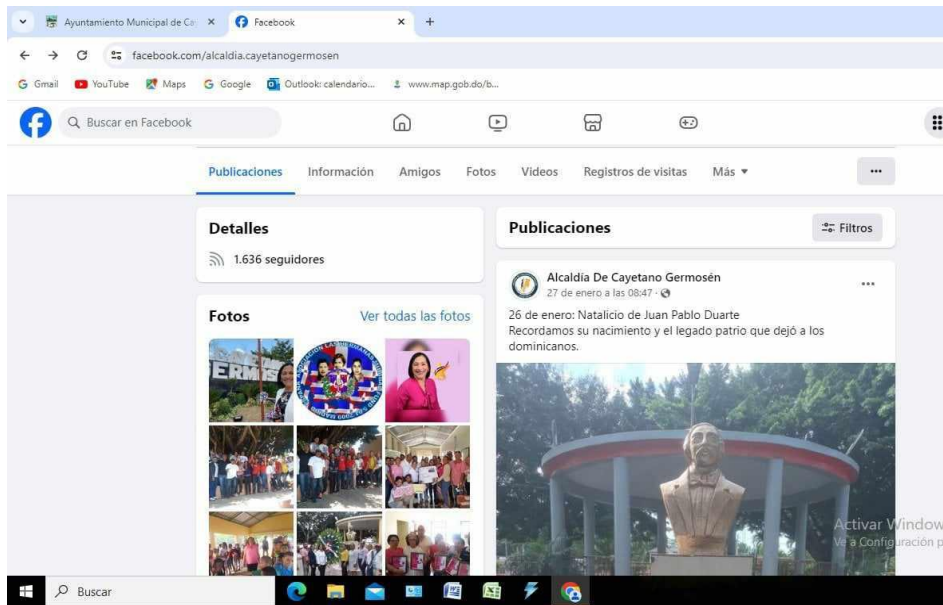 Ayuntamiento Municipal de Ca
Facebook
facebook.com/alcaldia.cayetanogermosen
Gmail YouTube Maps Google Outlook: calendario... www.map.gob.do/b...
Buscar en Facebook
Publicaciones Información Amigos Fotos Videos Registros de visitas Más
Detalles
1.636 seguidores
Fotos Ver todas las fotos
Publicaciones Filtros
Alcaldía De Cayetano Germosén
27 de enero a las 08:47
26 de enero: Natalicio de Juan Pablo Duarte
Recordamos su nacimiento y el legado patrio que dejó a los
dominicanos.
Activar Window
Ve a Configuración p
Buscar